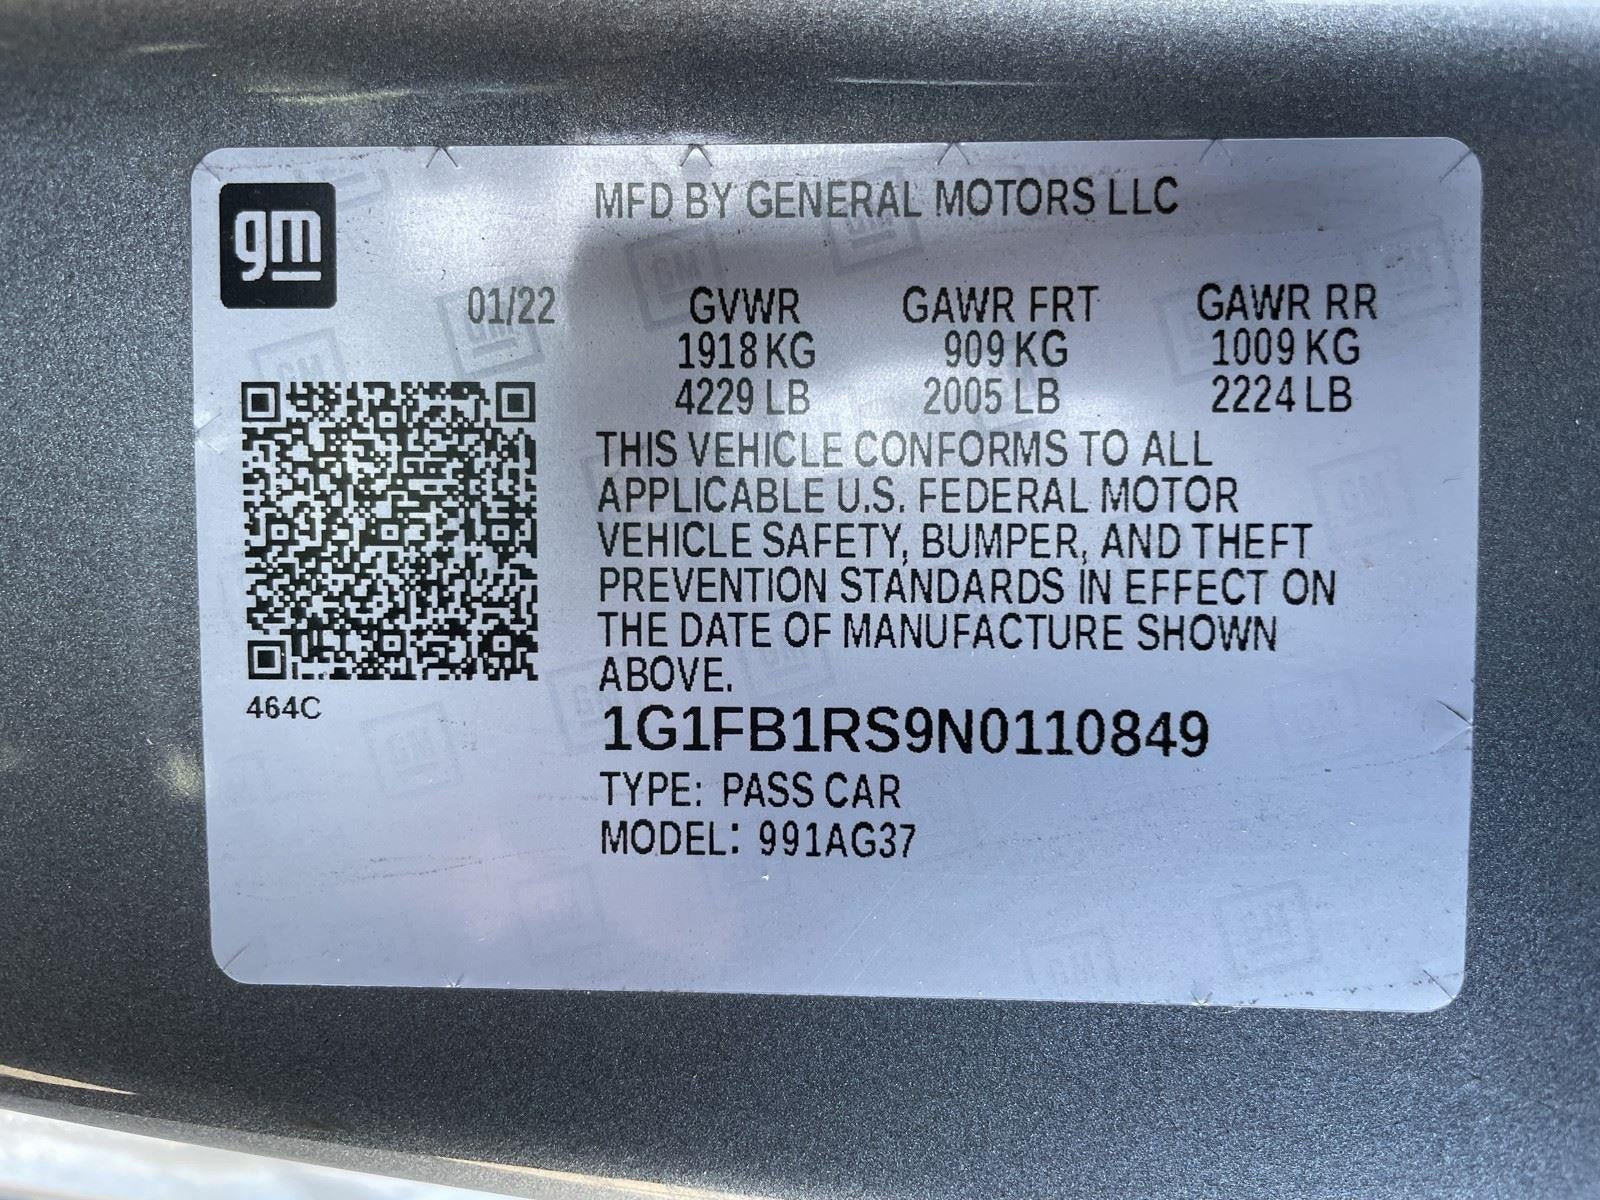 gm
MFD BY GENERAL MOTORS LLC
01/22 GVWR GAWR FRT GAWR RR
1918 KG 909 KG 1009 KG
4229 LB 2005 LB 2224 LB
THIS VEHICLE CONFORMS TO ALL
APPLICABLE U.S. FEDERAL MOTOR
VEHICLE SAFETY, BUMPER, AND THEFT
PREVENTION STANDARDS IN EFFECT ON
THE DATE OF MANUFACTURE SHOWN
ABOVE.
464C
1G1FB1RS9N0110849
TYPE: PASS CAR
MODEL: 991AG37